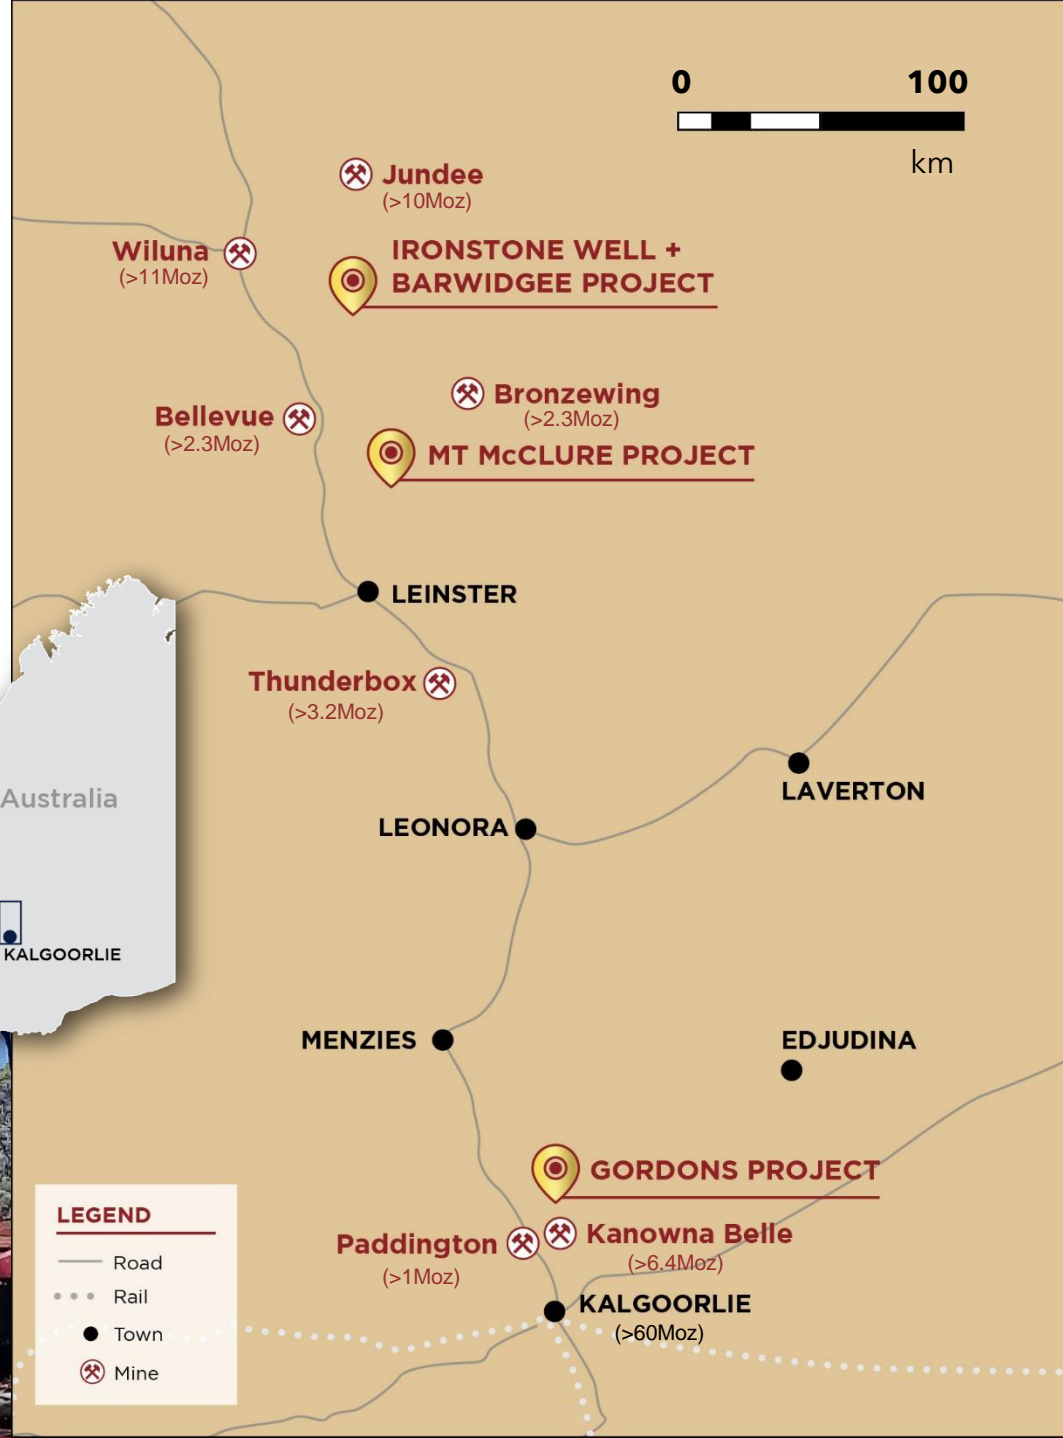 0 100
km
Jundee
(>10Moz)
Wiluna
(>11Moz)
IRONSTONE WELL +
BARWIDGEE PROJECT
Bronzewing
(>2.3Moz)
Bellevue
(>2.3Moz)
MT McCLURE PROJECT
LEINSTER
Thunderbox
(>3.2Moz)
LAVERTON
Australia
LEONORA
KALGOORLIE
MENZIES
EDJUDINA
GORDONS PROJECT
Paddington
(>1Moz)
Kanowna Belle
(>6.4Moz)
KALGOORLIE
(>60Moz)
LEGEND
Road
Rail
Town
Mine